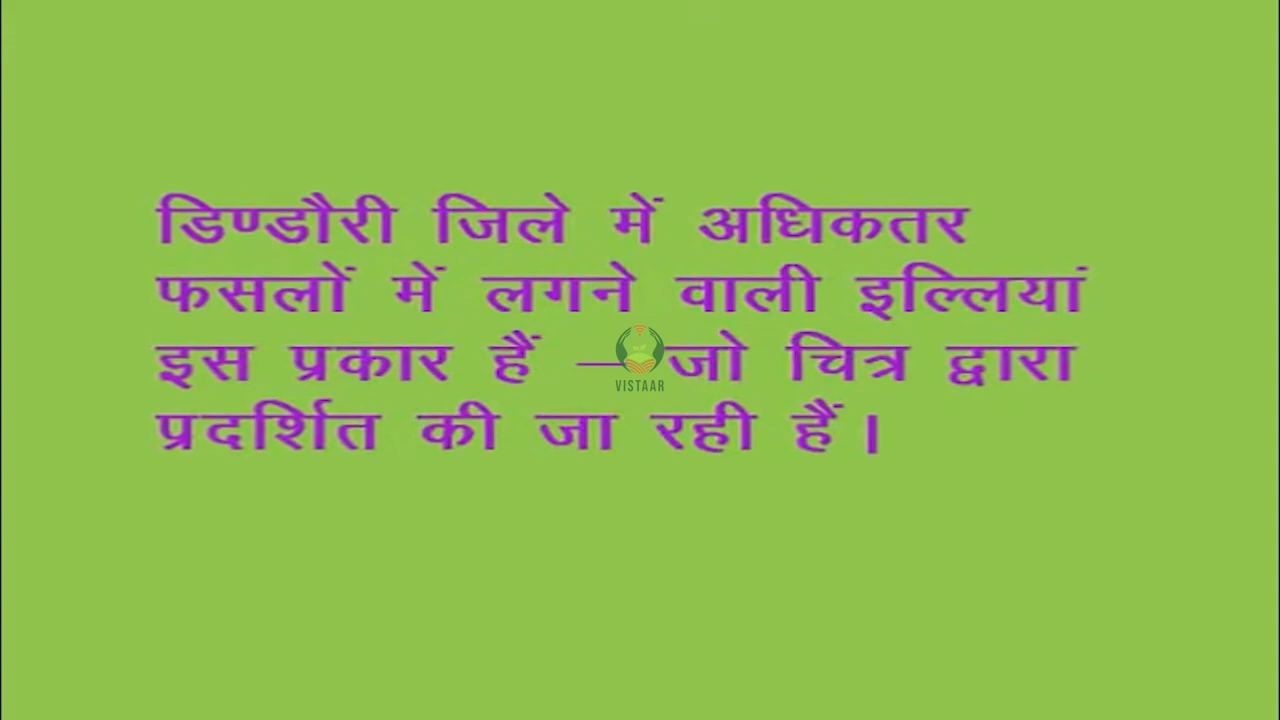 डिण्डौरी जिले में अधिकतर
फसलों में लगने वाली इल्लियां
इस प्रकार हैं — जो चित्र द्वारा
VISTAAR
प्रदर्शित की जा रही हैं।